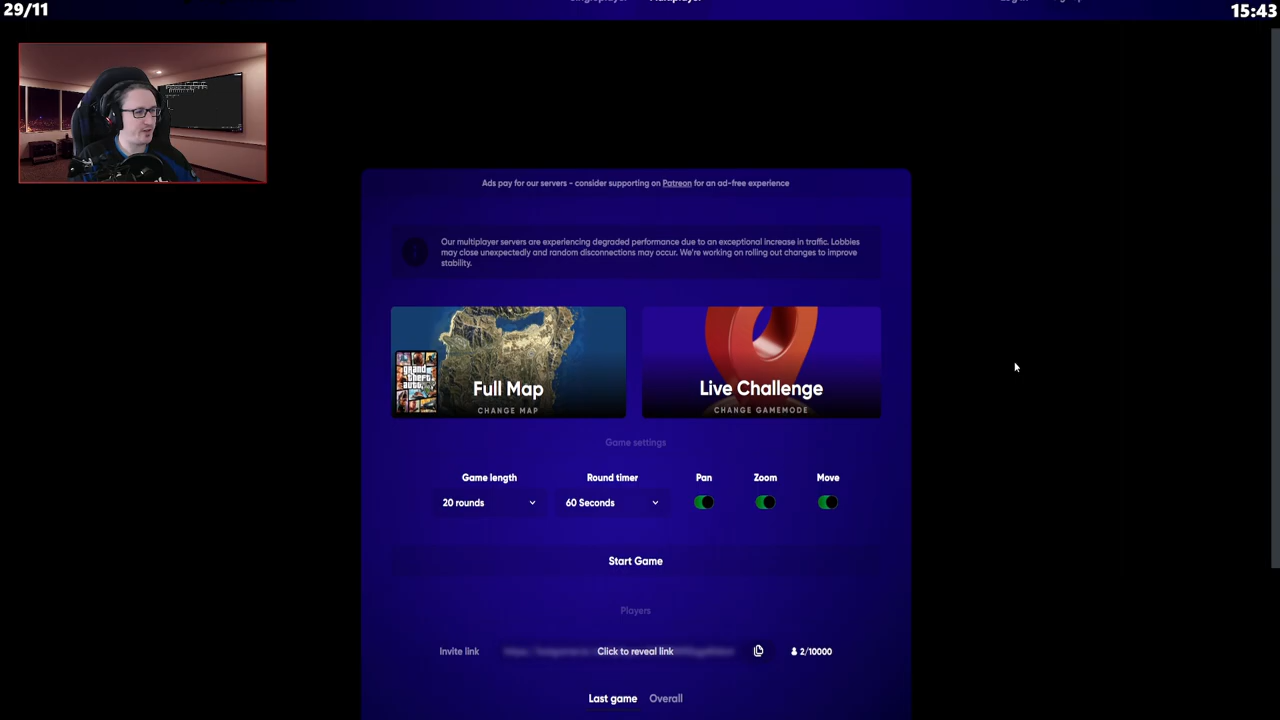 29/11
15:43
Multiplayer
Ads pay for our servers - consider supporting on Patreon for an ad-free experience
Our multiplayer servers are experiencing degraded performance due to an exceptional increase in traffic. Lobbies
may close unexpectedly and random disconnections may occur. We're working on rolling out changes to improve
stability.
grand
theft
auto
Full Map
CHANGE MAP
Live Challenge
CHANGE GAMEMODE
Game settings
Game length
Round timer
Pan
Zoom
Move
20 rounds
60 Seconds
Start Game
Players
Invite link
Click to reveal link
2/10000
Last game
Overall